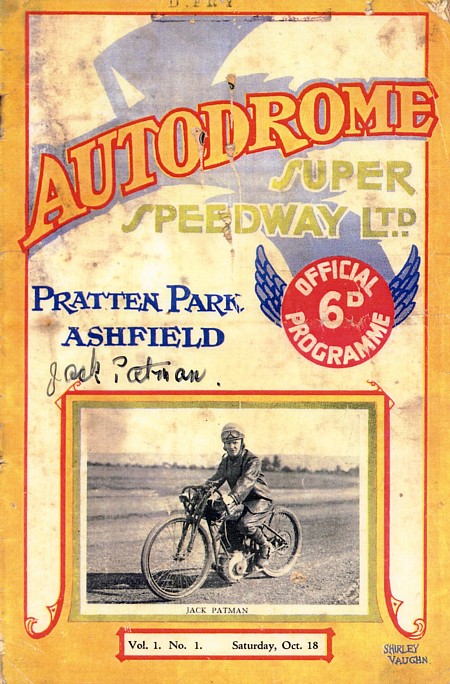 D. FRY
AUTODROME
SUPER
SPEEDWAY LTD.
OFFICIAL
6D
PROGRAMME
PRATTEN PARK,
ASHFIELD
Jack Patman.
JACK PATMAN
Vol. 1. No. 1. Saturday, Oct. 18
SHIRLEY
VAUGHN.